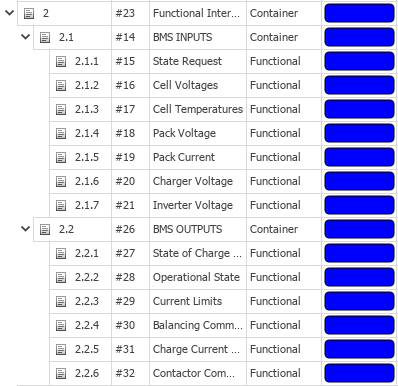 2 #23 Functional Inter... Container
2.1 #14 BMS INPUTS Container
2.1.1 #15 State Request Functional
2.1.2 #16 Cell Voltages Functional
2.1.3 #17 Cell Temperatures Functional
2.1.4 #18 Pack Voltage Functional
2.1.5 #19 Pack Current Functional
2.1.6 #20 Charger Voltage Functional
2.1.7 #21 Inverter Voltage Functional
2.2 #26 BMS OUTPUTS Container
2.2.1 #27 State of Charge ... Functional
2.2.2 #28 Operational State Functional
2.2.3 #29 Current Limits Functional
2.2.4 #30 Balancing Comm... Functional
2.2.5 #31 Charge Current ... Functional
2.2.6 #32 Contactor Com... Functional